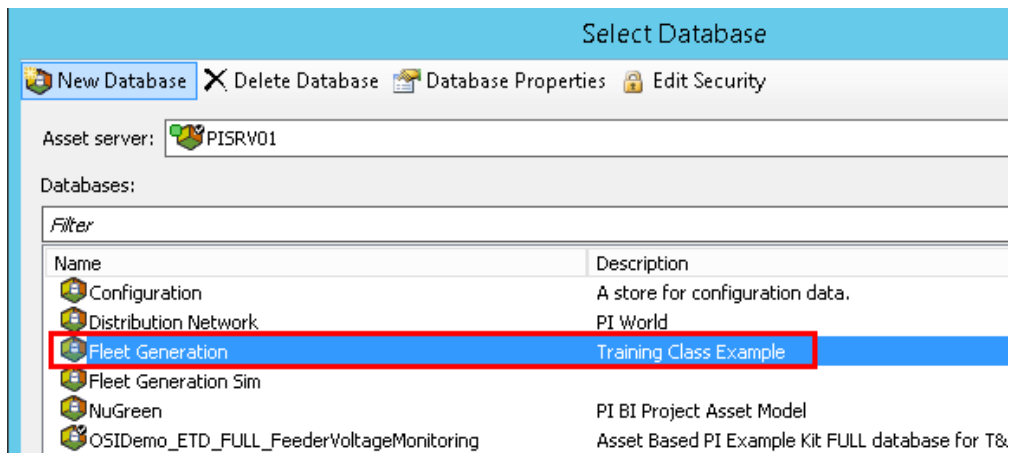 Select Database
New Database Delete Database Database Properties Edit Security
Asset server: PISRV01
Databases:
Filter
Name Description
Configuration A store for configuration data.
Distribution Network PI World
Fleet Generation Training Class Example
Fleet Generation Sim
NuGreen PI BI Project Asset Model
OSIDemo_ETD_FULL_FeederVoltageMonitoring Asset Based PI Example Kit FULL database for T&